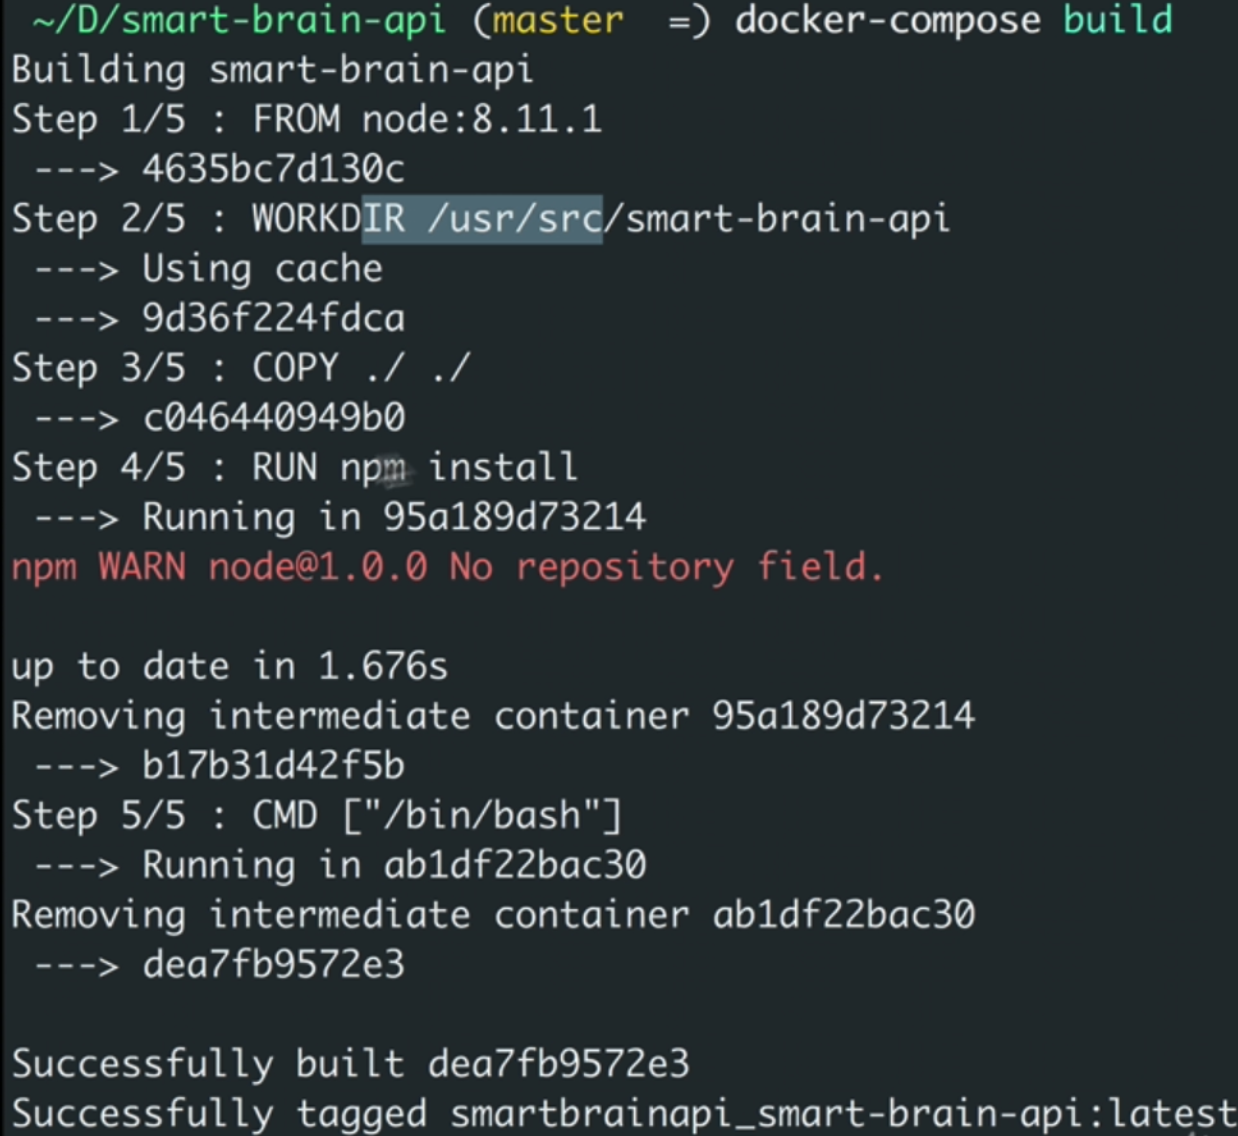 ~/D/smart-brain-api (master  =) docker-compose build
Building smart-brain-api
Step 1/5 : FROM node:8.11.1
 ---> 4635bc7d130c
Step 2/5 : WORKDIR /usr/src/smart-brain-api
 ---> Using cache
 ---> 9d36f224fdca
Step 3/5 : COPY ./ ./
 ---> c046440949b0
Step 4/5 : RUN npm install
 ---> Running in 95a189d73214
npm WARN node@1.0.0 No repository field.
up to date in 1.676s
Removing intermediate container 95a189d73214
 ---> b17b31d42f5b
Step 5/5 : CMD ["/bin/bash"]
 ---> Running in ab1df22bac30
Removing intermediate container ab1df22bac30
 ---> dea7fb9572e3
Successfully built dea7fb9572e3
Successfully tagged smartbrainapi_smart-brain-api:latest